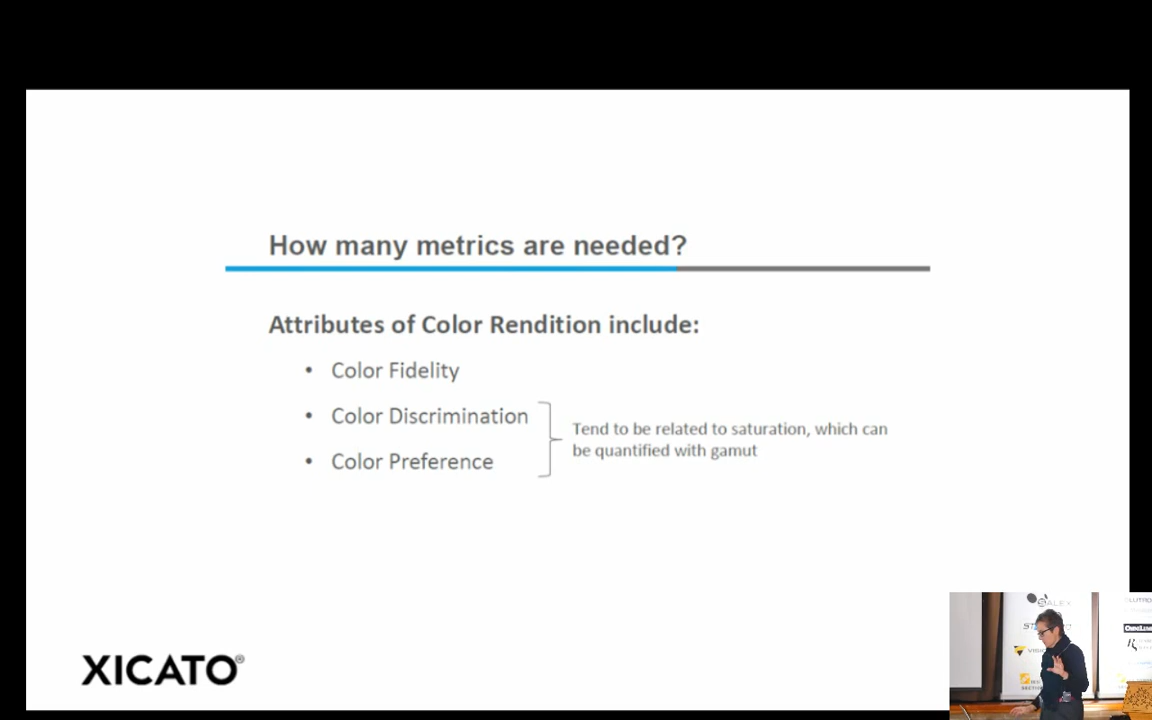 How many metrics are needed?
Attributes of Color Rendition include:
• Color Fidelity
• Color Discrimination
• Color Preference
Tend to be related to saturation, which can
be quantified with gamut
XICATO®
SALEX